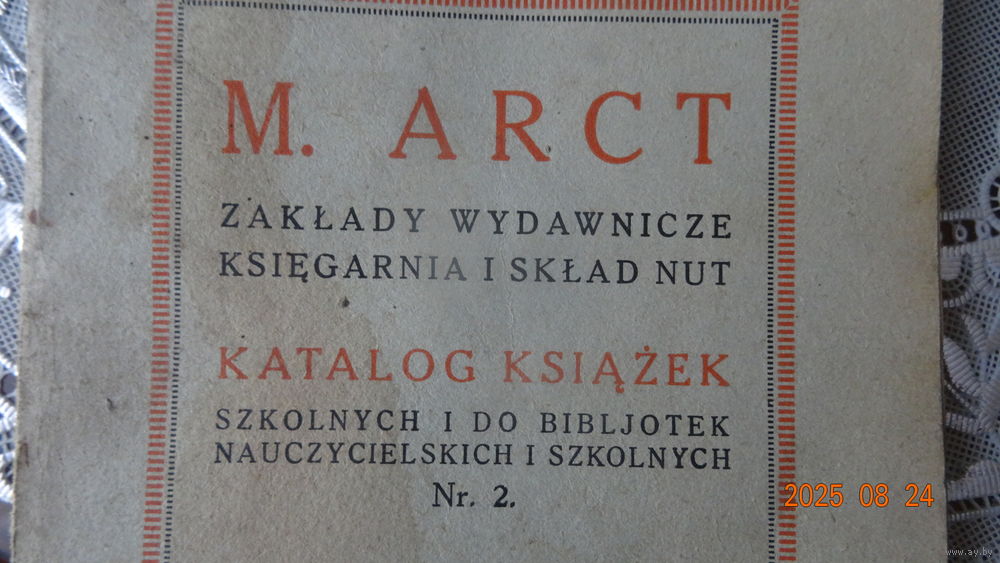 M. ARCT
ZAKŁADY WYDAWNICZE
KSIĘGARNIA I SKŁAD NUT
KATALOG KSIĄŻEK
SZKOLNYCH I DO BIBLJOTEK
NAUCZYCIELSKICH I SZKOLNYCH
Nr. 2.
2025 08 24
www.ay.by